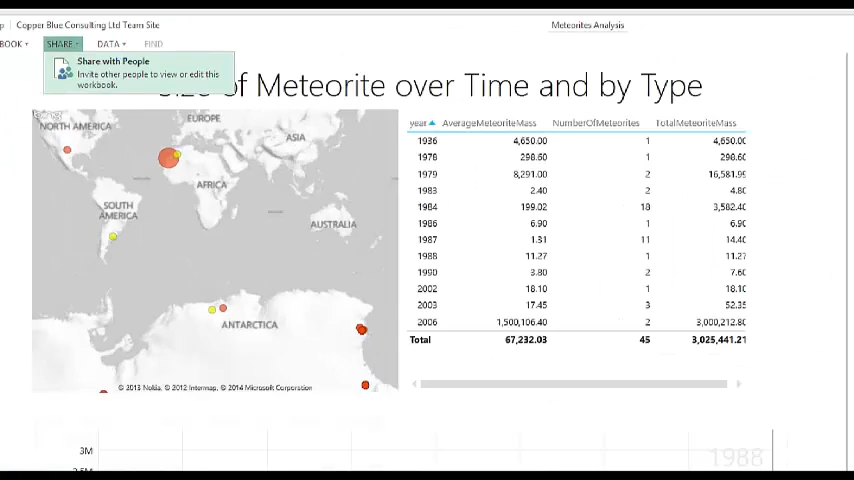 Copper Blue Consulting Ltd Team Site
Meteorites Analysis
BOOK SHARE DATA FIND
Share with People
Invite other people to view or edit this
workbook.
of Meteorite over Time and by Type
NORTH AMERICA
EUROPE
ASIA
AFRICA
SOUTH
AMERICA
AUSTRALIA
ANTARCTICA
© 2013 Nokia, © 2012 Intermap, © 2014 Microsoft Corporation
year AverageMeteoriteMass NumberOfMeteorites TotalMeteoriteMass
1936 4,650.00 1 4,650.00
1978 298.60 1 298.60
1979 8,291.00 2 16,581.99
1983 2.40 2 4.80
1984 199.02 18 3,582.40
1986 6.90 1 6.90
1987 1.31 11 14.40
1988 11.27 1 11.27
1990 3.80 2 7.60
2002 18.10 1 18.10
2003 17.45 3 52.35
2006 1,500,106.40 2 3,000,212.80
Total 67,232.03 45 3,025,441.21
3M
1988